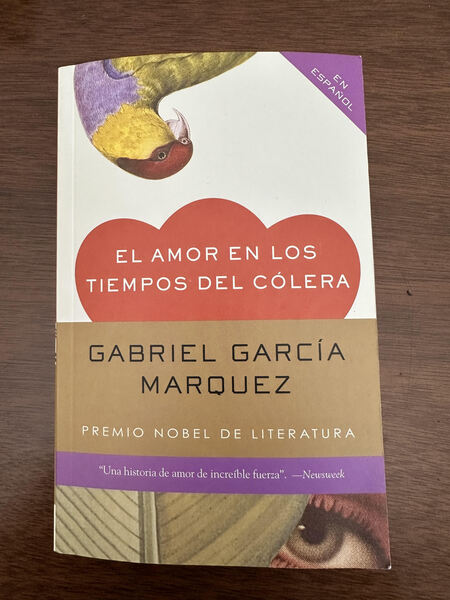 EN
ESPAÑOL
EL AMOR EN LOS
TIEMPOS DEL CÓLERA
GABRIEL GARCÍA
MARQUEZ
PREMIO NOBEL DE LITERATURA
“Una historia de amor de increíble fuerza”. —Newsweek